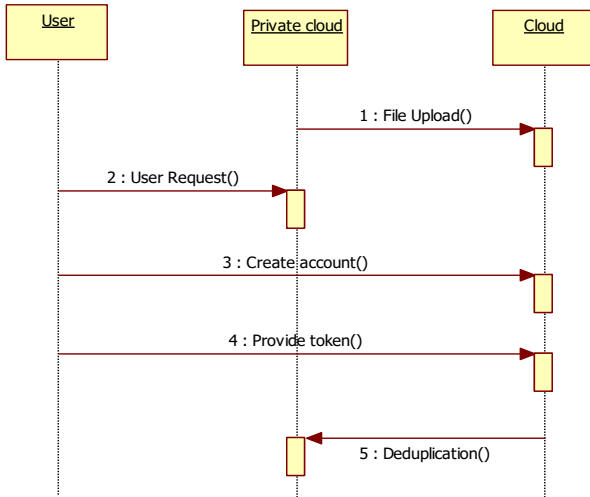 User
Private cloud
Cloud
1 : File Upload()
2 : User Request()
3 : Create account()
4 : Provide token()
5 : Deduplication()